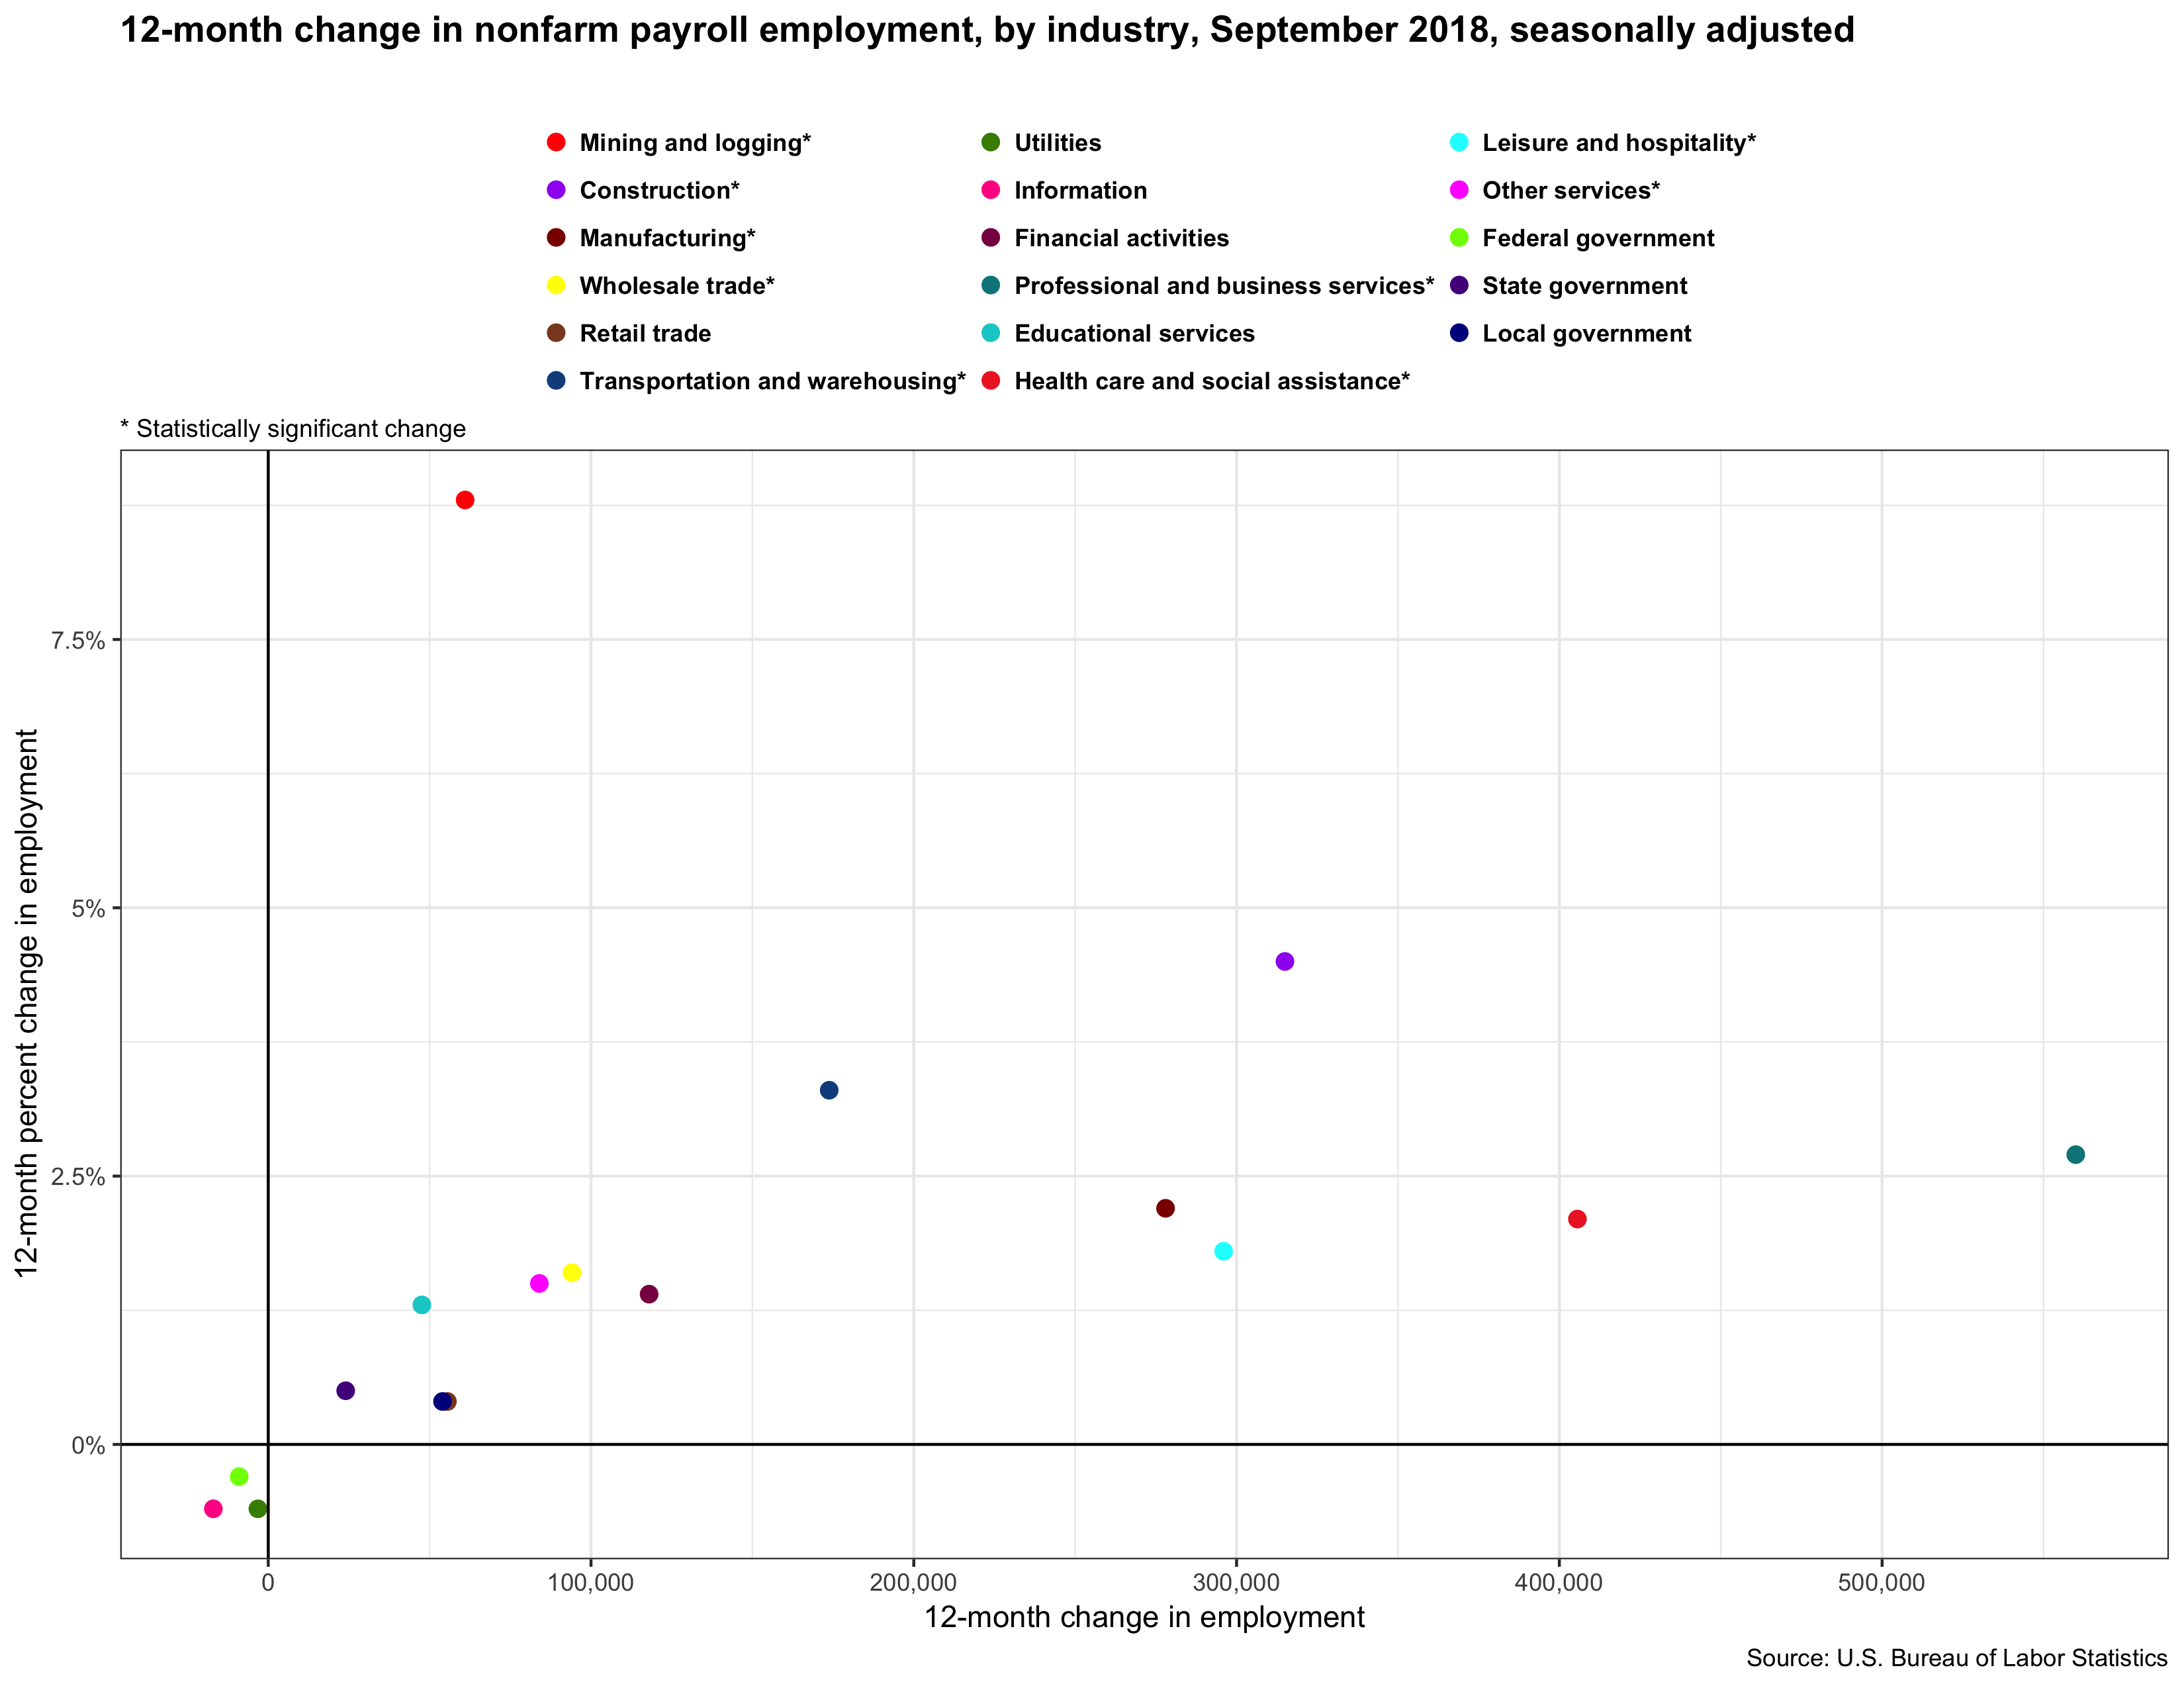 12-month change in nonfarm payroll employment, by industry, September 2018, seasonally adjusted
Mining and logging*
Construction*
Manufacturing*
Wholesale trade*
Retail trade
Transportation and warehousing*
Utilities
Information
Financial activities
Professional and business services*
Educational services
Health care and social assistance*
Leisure and hospitality*
Other services*
Federal government
State government
Local government
* Statistically significant change
12-month percent change in employment
7.5%
5%
2.5%
0%
0
100,000
200,000
300,000
400,000
500,000
12-month change in employment
Source: U.S. Bureau of Labor Statistics